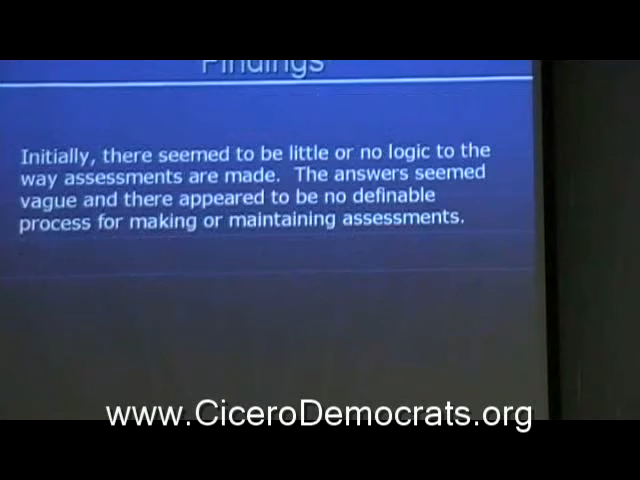 Findings
Initially, there seemed to be little or no logic to the
way assessments are made.  The answers seemed
vague and there appeared to be no definable
process for making or maintaining assessments.
www.CiceroDemocrats.org